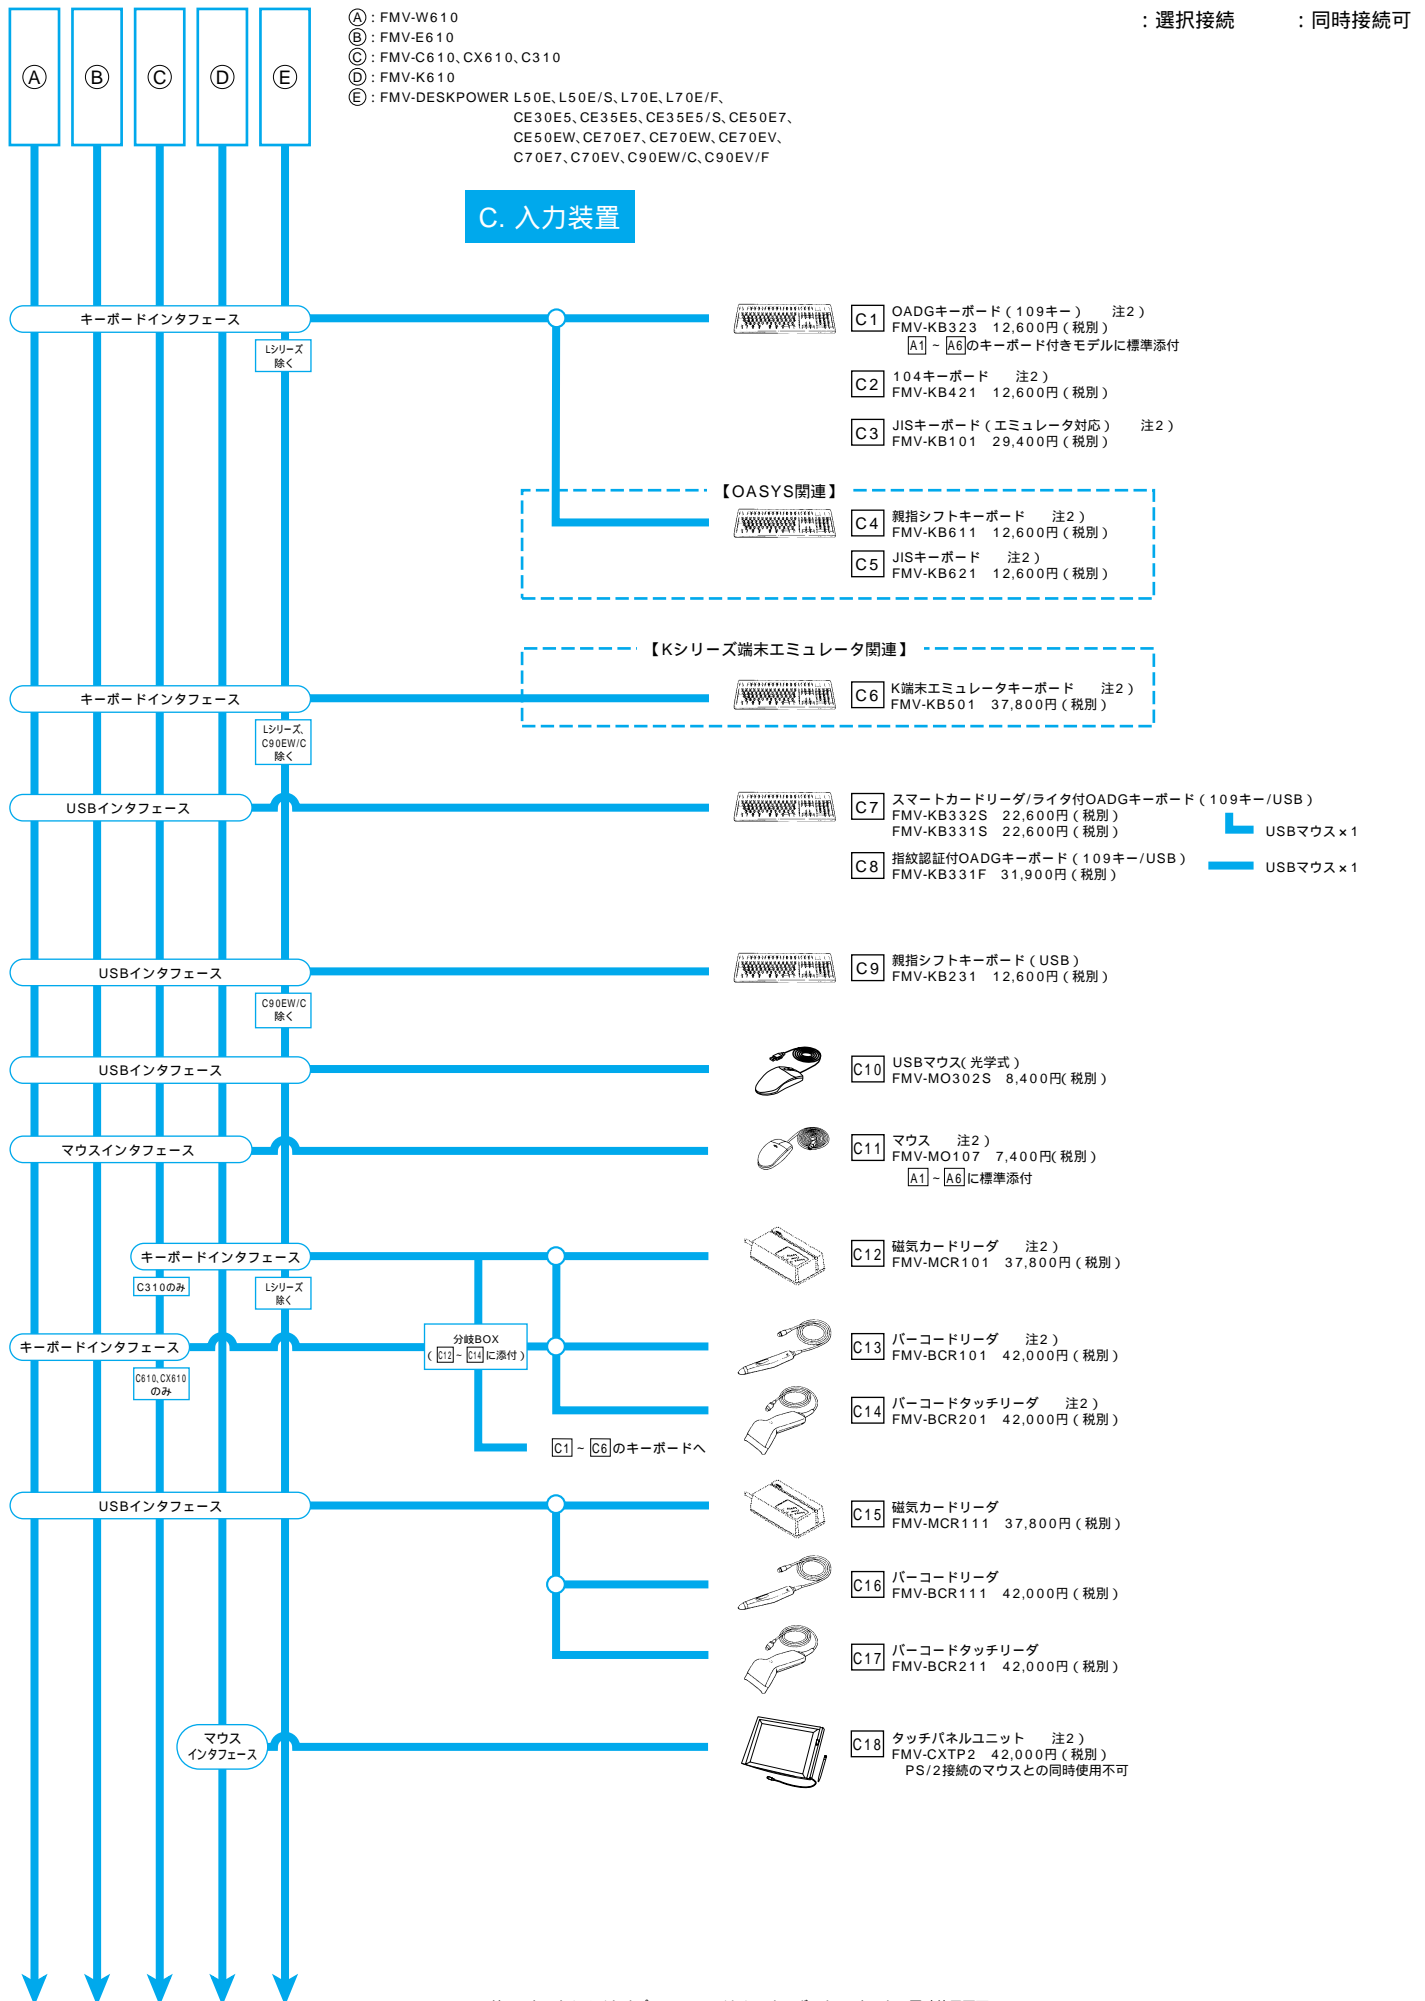 Ⓐ : FMV-W610
Ⓑ : FMV-E610
Ⓒ : FMV-C610、CX610、C310
Ⓓ : FMV-K610
Ⓔ : FMV-DESKPOWER L50E、L50E/S、L70E、L70E/F、
CE30E5、CE35E5、CE35E5/S、CE50E7、
CE50EW、CE70E7、CE70EW、CE70EV、
C70E7、C70EV、C90EW/C、C90EV/F
：選択接続　：同時接続可
Ⓐ Ⓑ Ⓒ Ⓓ Ⓔ
C. 入力装置
キーボードインタフェース
Lシリーズ
除く
C1 OADGキーボード（109キー）　注2）
FMV-KB323　12,600円（税別）
A1 ~ A6のキーボード付きモデルに標準添付
C2 104キーボード　注2）
FMV-KB421　12,600円（税別）
C3 JISキーボード（エミュレータ対応）　注2）
FMV-KB101　29,400円（税別）
【OASYS関連】
C4 親指シフトキーボード　注2）
FMV-KB611　12,600円（税別）
C5 JISキーボード　注2）
FMV-KB621　12,600円（税別）
【Kシリーズ端末エミュレータ関連】
キーボードインタフェース
Lシリーズ、
C90EW/C
除く
C6 K端末エミュレータキーボード　注2）
FMV-KB501　37,800円（税別）
USBインタフェース
C7 スマートカードリーダ/ライタ付OADGキーボード（109キー/USB）
FMV-KB332S　22,600円（税別）
FMV-KB331S　22,600円（税別）
USBマウス×1
C8 指紋認証付OADGキーボード（109キー/USB）
FMV-KB331F　31,900円（税別）
USBマウス×1
USBインタフェース
C90EW/C
除く
C9 親指シフトキーボード（USB）
FMV-KB231　12,600円（税別）
USBインタフェース
C10 USBマウス（光学式）
FMV-MO302S　8,400円（税別）
マウスインタフェース
C11 マウス　注2）
FMV-MO107　7,400円（税別）
A1 ~ A6に標準添付
キーボードインタフェース
C310のみ
Lシリーズ
除く
C12 磁気カードリーダ　注2）
FMV-MCR101　37,800円（税別）
キーボードインタフェース
C610、CX610
のみ
分岐BOX
（C12 ~ C14に添付）
C13 バーコードリーダ　注2）
FMV-BCR101　42,000円（税別）
C14 バーコードタッチリーダ　注2）
FMV-BCR201　42,000円（税別）
C1 ~ C6のキーボードへ
USBインタフェース
C15 磁気カードリーダ
FMV-MCR111　37,800円（税別）
C16 バーコードリーダ
FMV-BCR111　42,000円（税別）
C17 バーコードタッチリーダ
FMV-BCR211　42,000円（税別）
マウス
インタフェース
C18 タッチパネルユニット　注2）
FMV-CXTP2　42,000円（税別）
PS/2接続のマウスとの同時使用不可